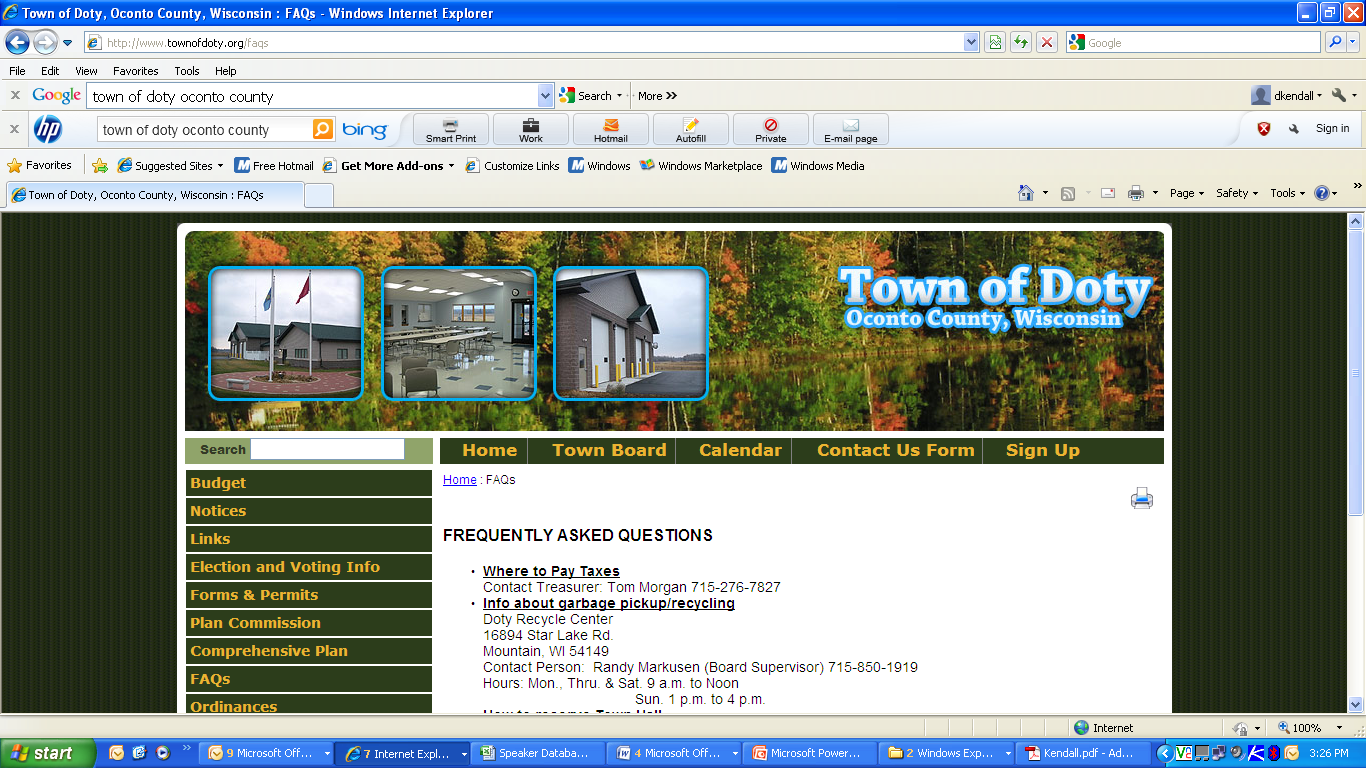 Town of Doty, Oconto County, Wisconsin : FAQs - Windows Internet Explorer
http://www.townofdoty.org/faqs
Google
File Edit View Favorites Tools Help
x Google town of doty oconto county Search More >> dkendall
x hp town of doty oconto county bing Smart Print Work Hotmail Autofill Private E-mail page Sign in
Favorites Suggested Sites Free Hotmail Get More Add-ons Customize Links Windows Windows Marketplace Windows Media
Town of Doty, Oconto County, Wisconsin : FAQs Page Safety Tools >>
Town of Doty
Oconto County, Wisconsin
Search Home Town Board Calendar Contact Us Form Sign Up
Budget
Notices
Links
Election and Voting Info
Forms & Permits
Plan Commission
Comprehensive Plan
FAQs
Ordinances
Home : FAQs
FREQUENTLY ASKED QUESTIONS
• Where to Pay Taxes
Contact Treasurer: Tom Morgan 715-276-7827
• Info about garbage pickup/recycling
Doty Recycle Center
16894 Star Lake Rd.
Mountain, WI 54149
Contact Person: Randy Markusen (Board Supervisor) 715-850-1919
Hours: Mon., Thru. & Sat. 9 a.m. to Noon
Sun. 1 p.m. to 4 p.m.
How to reserve Town Hall
Internet 100%
start 9 Microsoft Off... 7 Internet Expl... Speaker Databa... 4 Microsoft Off... Microsoft Power... 2 Windows Exp... Kendall.pdf - Ad... 3:26 PM